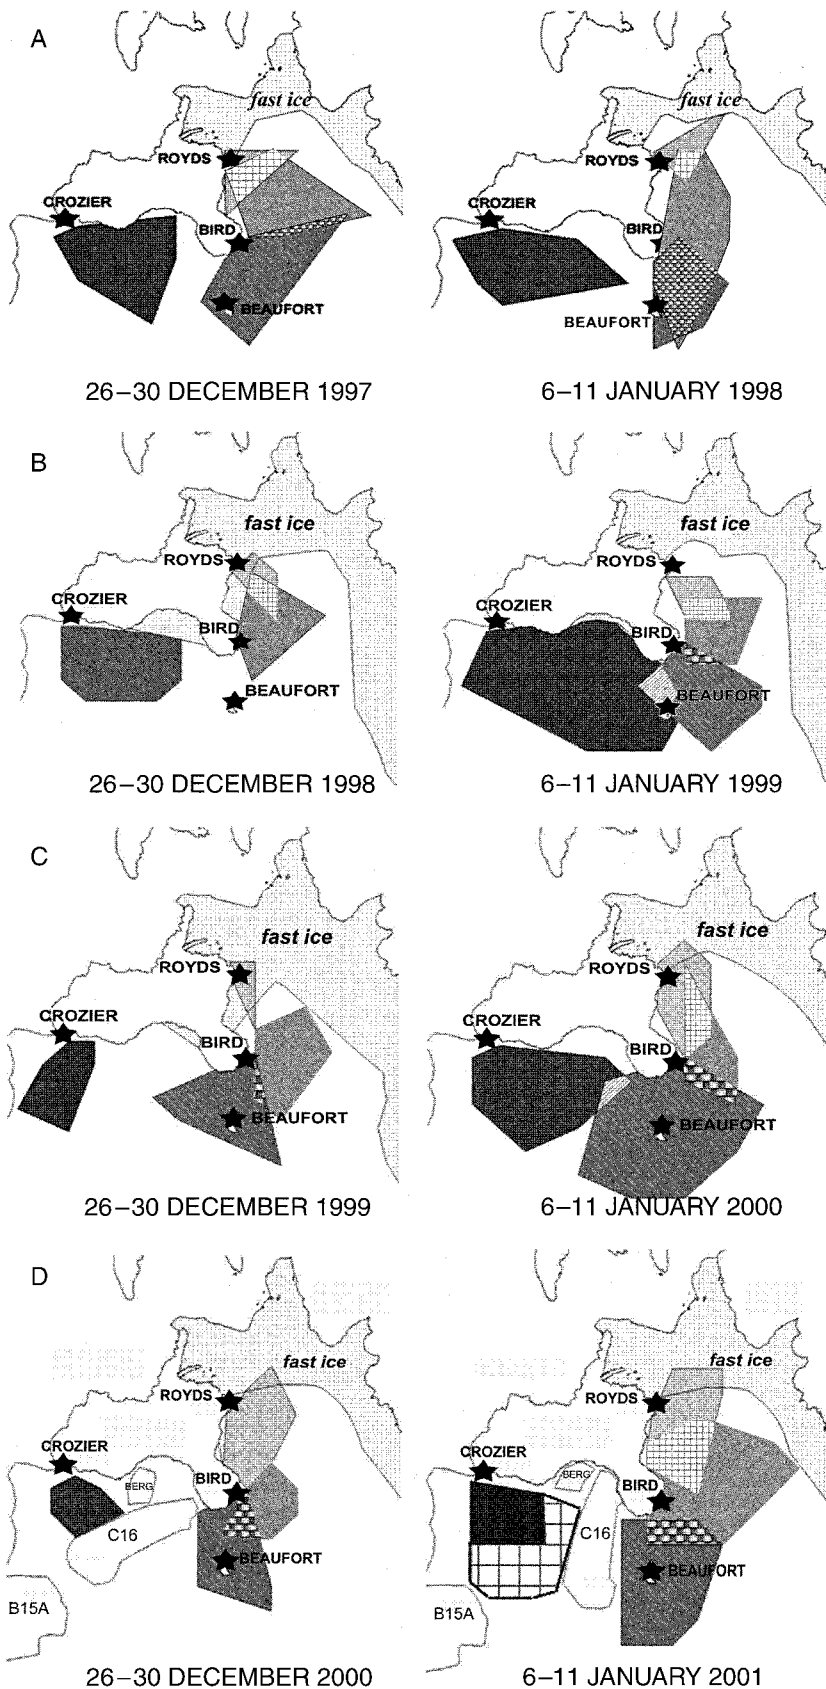 A
fast ice
fast ice
ROYDS
ROYDS
CROZIER
CROZIER
BIRD
BIRD
BEAUFORT
BEAUFORT
26–30 DECEMBER 1997
6–11 JANUARY 1998
B
fast ice
fast ice
ROYDS
ROYDS
CROZIER
CROZIER
BIRD
BIRD
BEAUFORT
BEAUFORT
26–30 DECEMBER 1998
6–11 JANUARY 1999
C
fast ice
fast ice
ROYDS
ROYDS
CROZIER
CROZIER
BIRD
BIRD
BEAUFORT
BEAUFORT
26–30 DECEMBER 1999
6–11 JANUARY 2000
D
fast ice
fast ice
ROYDS
ROYDS
CROZIER
CROZIER
BERG
BERG
BIRD
BIRD
C16
C16
BEAUFORT
BEAUFORT
B15A
B15A
26–30 DECEMBER 2000
6–11 JANUARY 2001